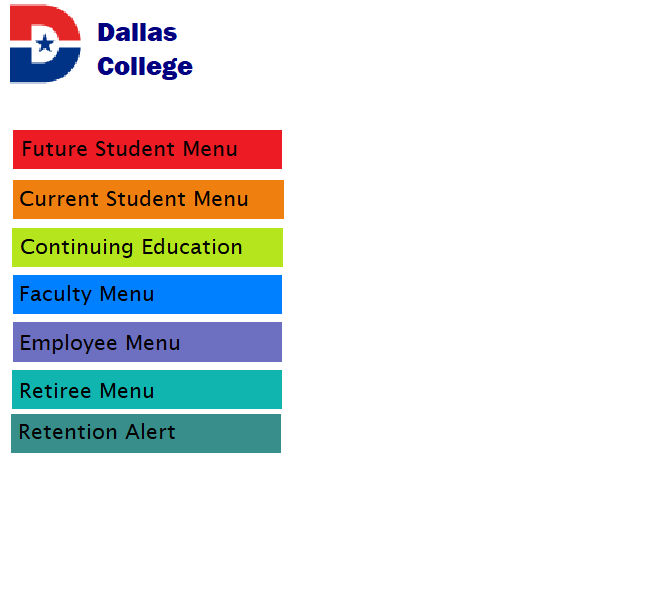 Dallas
College
Future Student Menu
Current Student Menu
Continuing Education
Faculty Menu
Employee Menu
Retiree Menu
Retention Alert